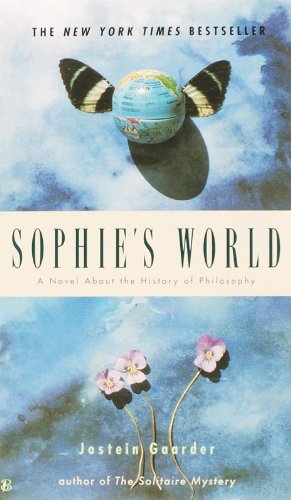 THE NEW YORK TIMES BESTSELLER
SOPHIE'S WORLD
A Novel About the History of Philosophy
Jostein Gaarder
author of The Solitaire Mystery
B